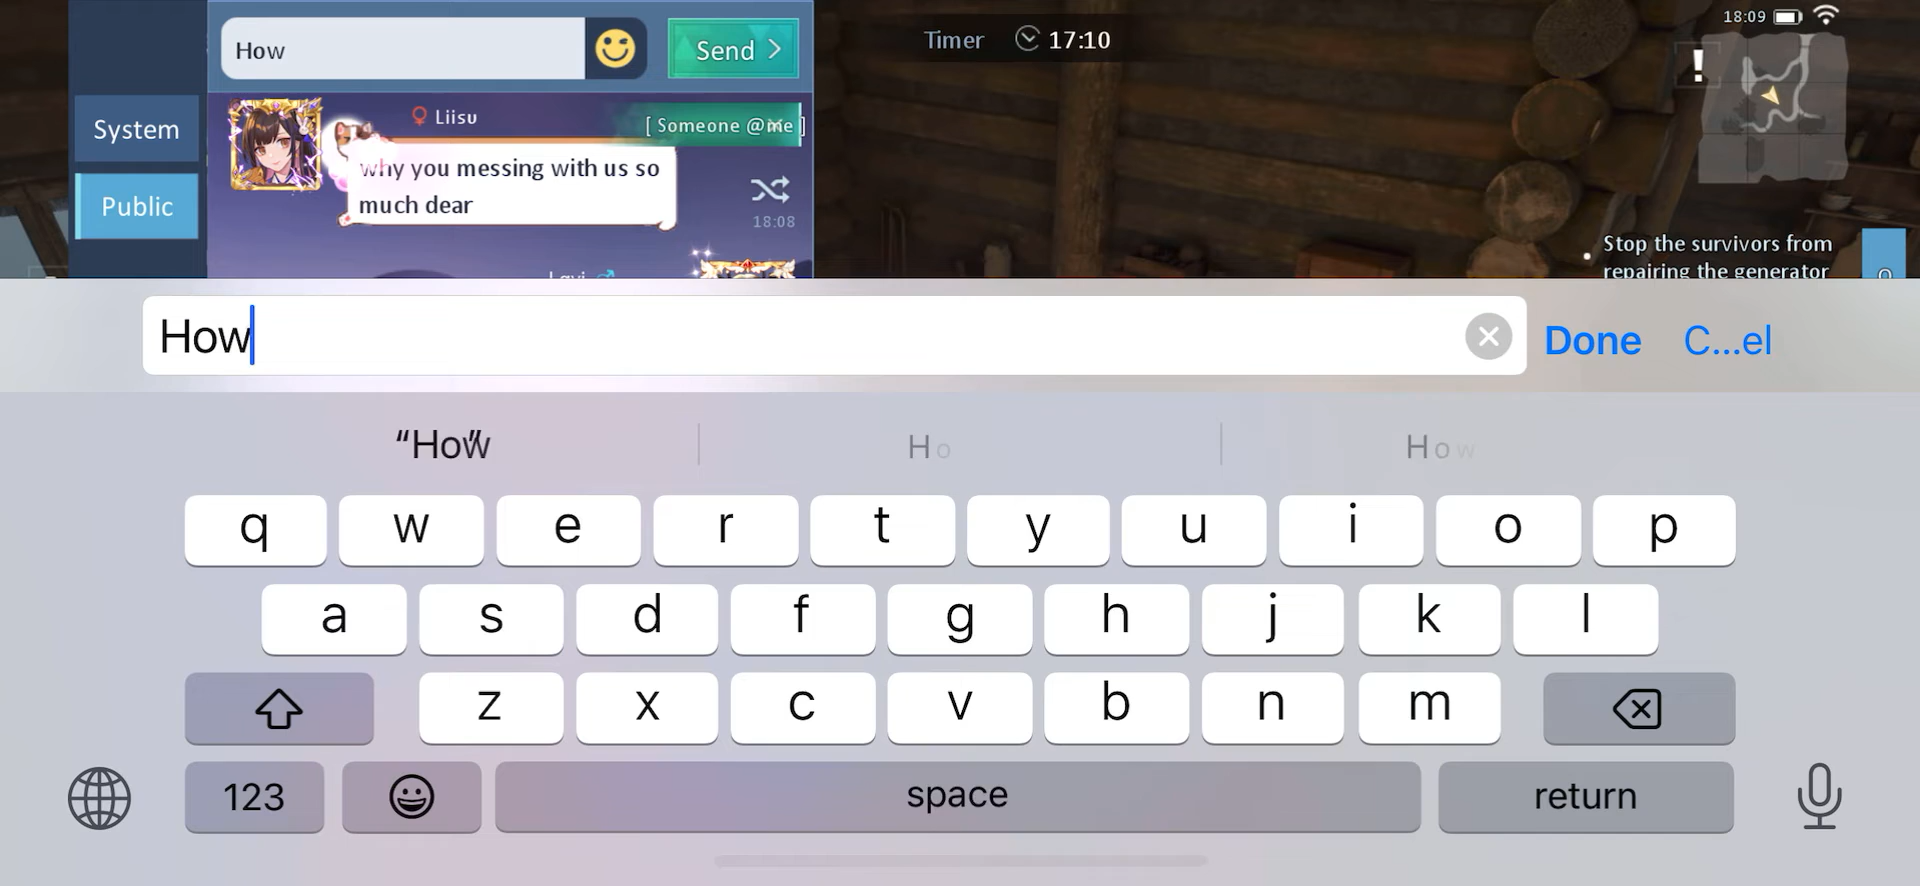 How
Send
Timer 17:10
18:09
System
Public
Liisu
[ Someone @me ]
why you messing with us so
much dear
18:08
Lavi
Stop the survivors from
repairing the generator
How
Done
C...el
“How”
Ho
How
q w e r t y u i o p
a s d f g h j k l
z x c v b n m
123
space
return